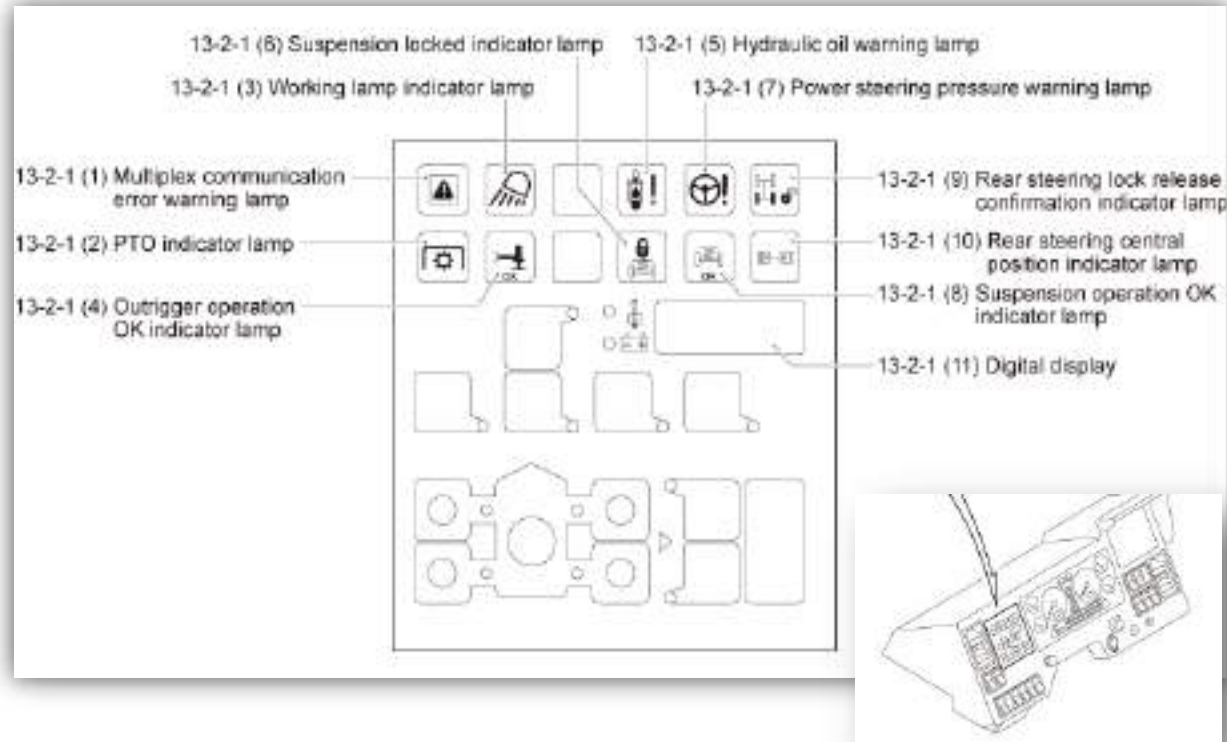 13-2-1 (6) Suspension locked indicator lamp
13-2-1 (5) Hydraulic oil warning lamp
13-2-1 (3) Working lamp indicator lamp
13-2-1 (7) Power steering pressure warning lamp
13-2-1 (1) Multiplex communication
error warning lamp
13-2-1 (9) Rear steering lock release
confirmation indicator lamp
13-2-1 (2) PTO indicator lamp
13-2-1 (10) Rear steering central
position indicator lamp
13-2-1 (4) Outrigger operation
OK indicator lamp
13-2-1 (8) Suspension operation OK
indicator lamp
13-2-1 (11) Digital display
OK
OK